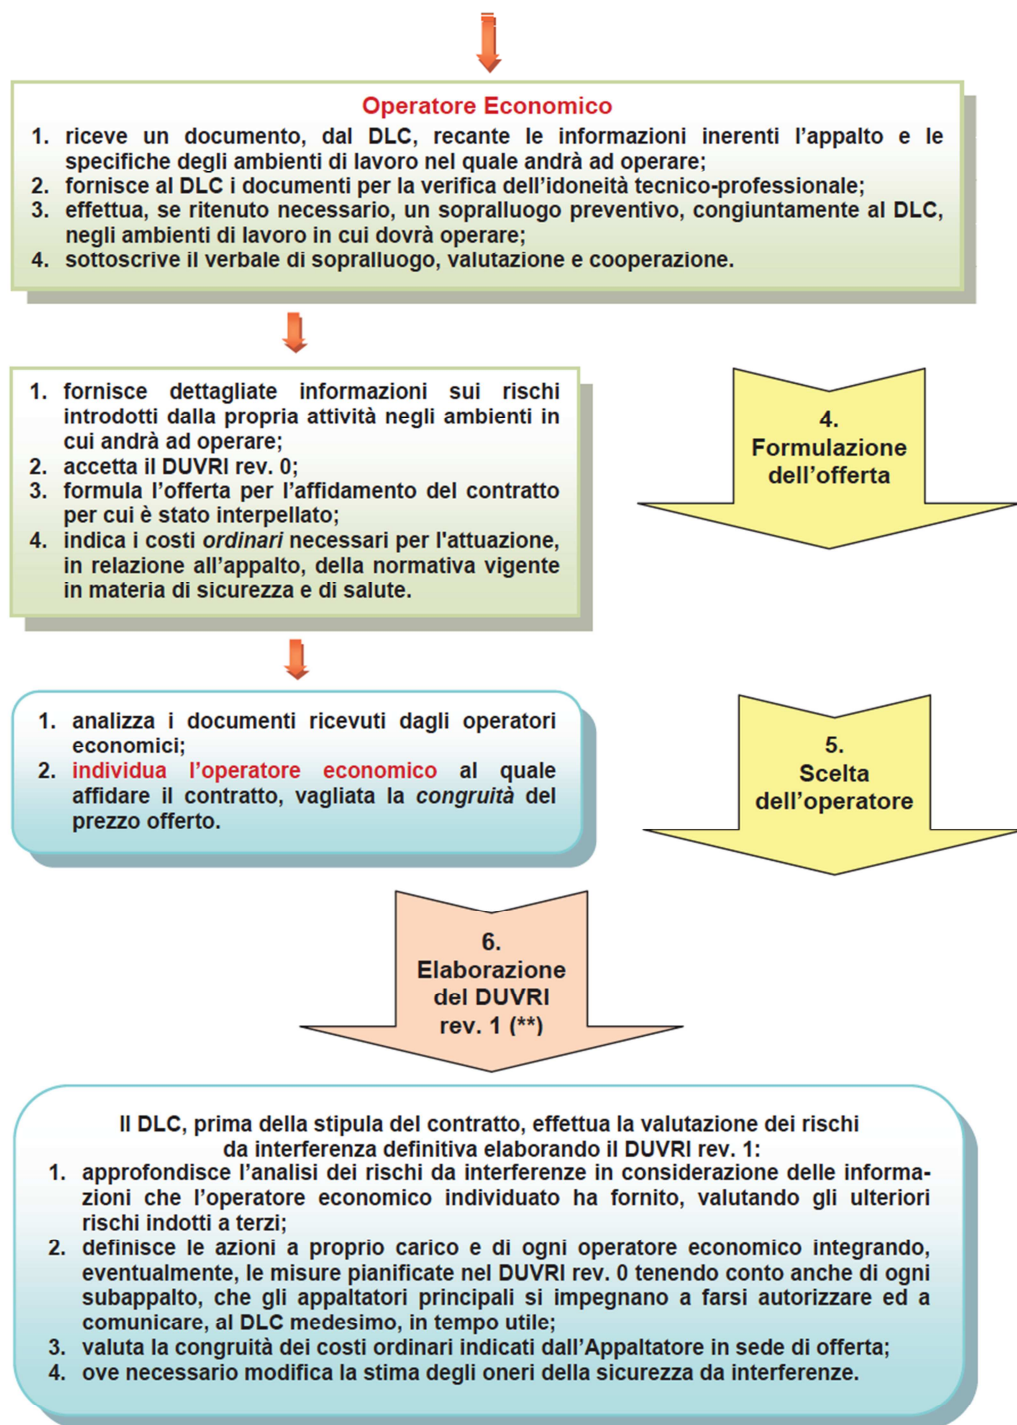 Operatore Economico
1. riceve un documento, dal DLC, recante le informazioni inerenti l'appalto e le
specifiche degli ambienti di lavoro nel quale andrà ad operare;
2. fornisce al DLC i documenti per la verifica dell'idoneità tecnico-professionale;
3. effettua, se ritenuto necessario, un sopralluogo preventivo, congiuntamente al DLC,
negli ambienti di lavoro in cui dovrà operare;
4. sottoscrive il verbale di sopralluogo, valutazione e cooperazione.
1. fornisce dettagliate informazioni sui rischi
introdotti dalla propria attività negli ambienti in
cui andrà ad operare;
2. accetta il DUVRI rev. 0;
3. formula l'offerta per l'affidamento del contratto
per cui è stato interpellato;
4. indica i costi ordinari necessari per l'attuazione,
in relazione all'appalto, della normativa vigente
in materia di sicurezza e di salute.
4.
Formulazione
dell'offerta
1. analizza i documenti ricevuti dagli operatori
economici;
2. individua l'operatore economico al quale
affidare il contratto, vagliata la congruità del
prezzo offerto.
5.
Scelta
dell'operatore
6.
Elaborazione
del DUVRI
rev. 1 (**)
Il DLC, prima della stipula del contratto, effettua la valutazione dei rischi
da interferenza definitiva elaborando il DUVRI rev. 1:
1. approfondisce l'analisi dei rischi da interferenze in considerazione delle informa-
zioni che l'operatore economico individuato ha fornito, valutando gli ulteriori
rischi indotti a terzi;
2. definisce le azioni a proprio carico e di ogni operatore economico integrando,
eventualmente, le misure pianificate nel DUVRI rev. 0 tenendo conto anche di ogni
subappalto, che gli appaltatori principali si impegnano a farsi autorizzare ed a
comunicare, al DLC medesimo, in tempo utile;
3. valuta la congruità dei costi ordinari indicati dall'Appaltatore in sede di offerta;
4. ove necessario modifica la stima degli oneri della sicurezza da interferenze.